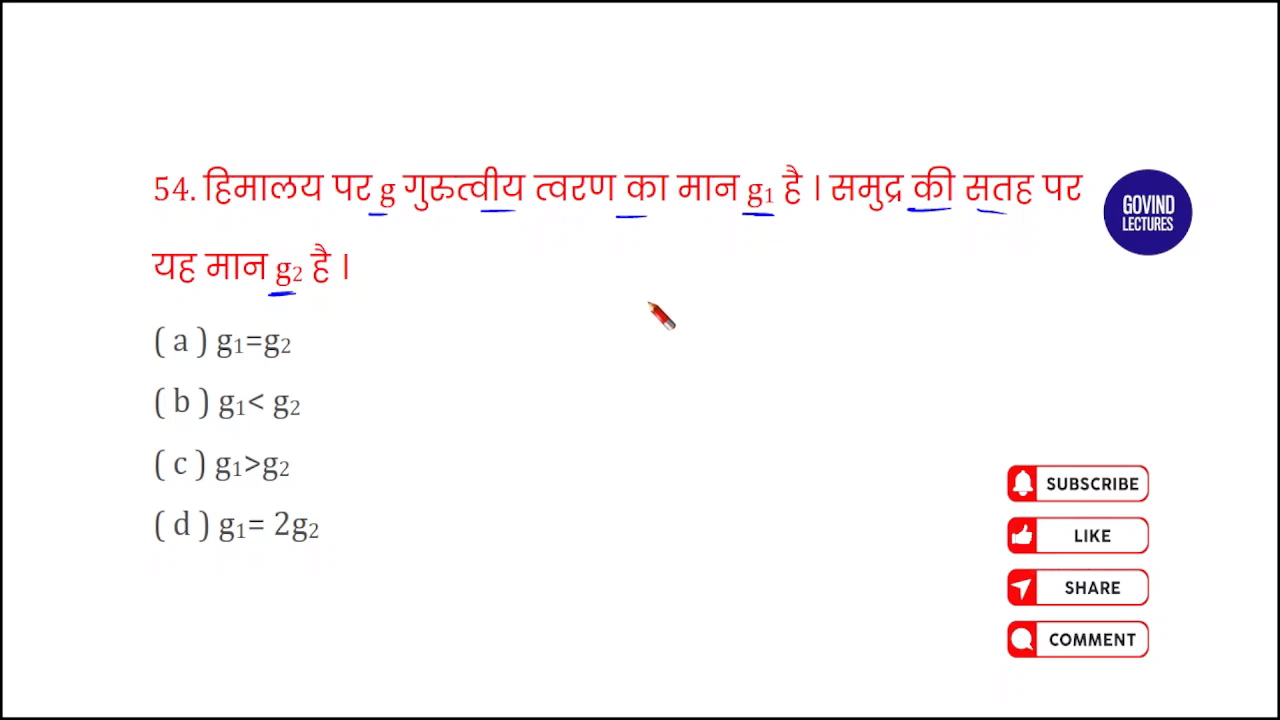 54. हिमालय पर g गुरुत्वीय त्वरण का मान g₁ है । समुद्र की सतह पर
यह मान g₂ है ।
( a ) g₁=g₂
( b ) g₁< g₂
( c ) g₁>g₂
( d ) g₁= 2g₂
GOVIND
LECTURES
SUBSCRIBE
LIKE
SHARE
COMMENT